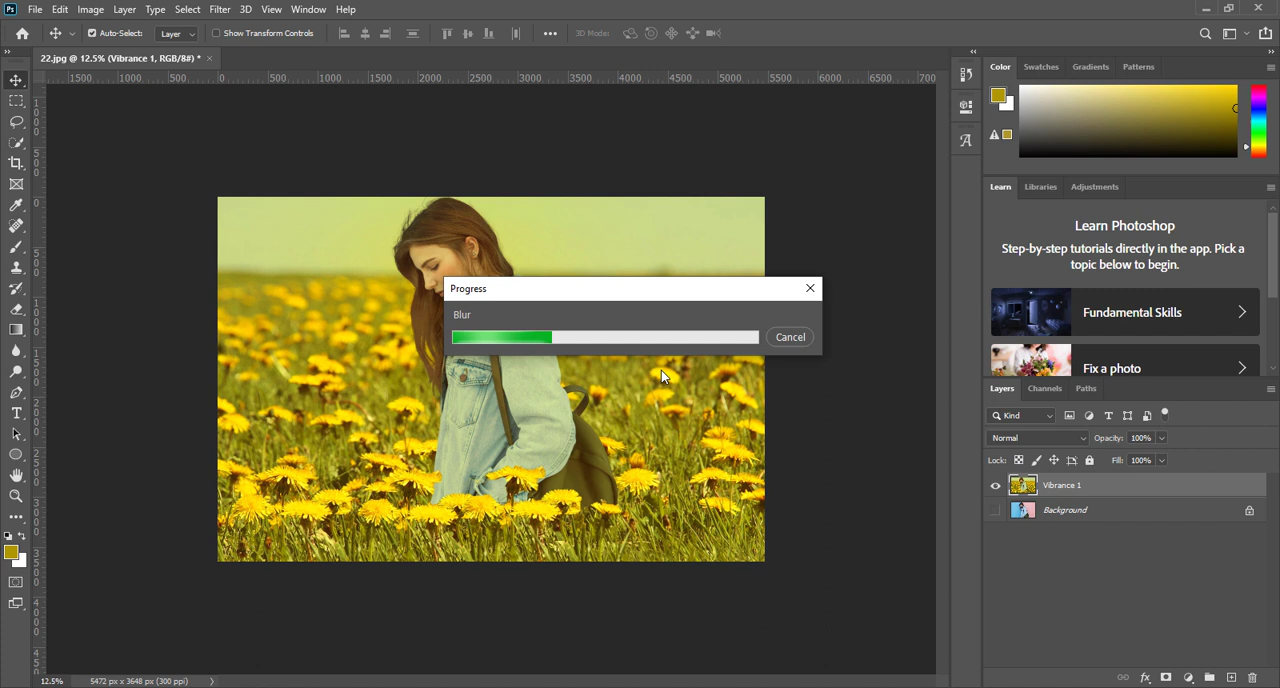 Ps File Edit Image Layer Type Select Filter 3D View Window Help
Auto-Select: Layer Show Transform Controls 3D Mode:
22.jpg @ 12.5% (Vibrance 1, RGB/8#) *
1500 1000 500 0 500 1000 1500 2000 2500 3000 3500 4000 4500 5000 5500 6000 6500 700
Color Swatches Gradients Patterns
Learn Libraries Adjustments
Learn Photoshop
Step-by-step tutorials directly in the app. Pick a
topic below to begin.
Fundamental Skills
Fix a photo
Progress
Blur
Cancel
Layers Channels Paths
Kind
Normal Opacity: 100%
Lock: Fill: 100%
Vibrance 1
Background
12.5% 5472 px x 3648 px (300 ppi)